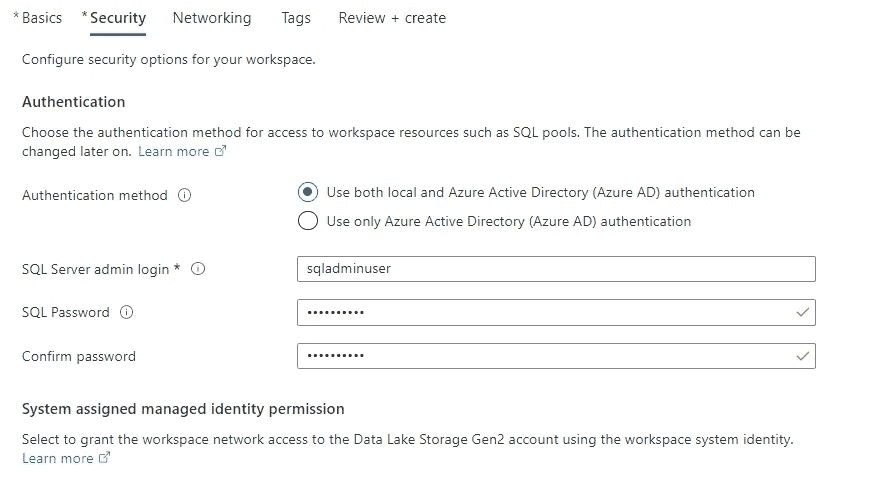 * Basics * Security Networking Tags Review + create
Configure security options for your workspace.
Authentication
Choose the authentication method for access to workspace resources such as SQL pools. The authentication method can be
changed later on. Learn more
Authentication method Use both local and Azure Active Directory (Azure AD) authentication
Use only Azure Active Directory (Azure AD) authentication
SQL Server admin login * sqladminuser
SQL Password ••••••••••
Confirm password ••••••••••
System assigned managed identity permission
Select to grant the workspace network access to the Data Lake Storage Gen2 account using the workspace system identity.
Learn more